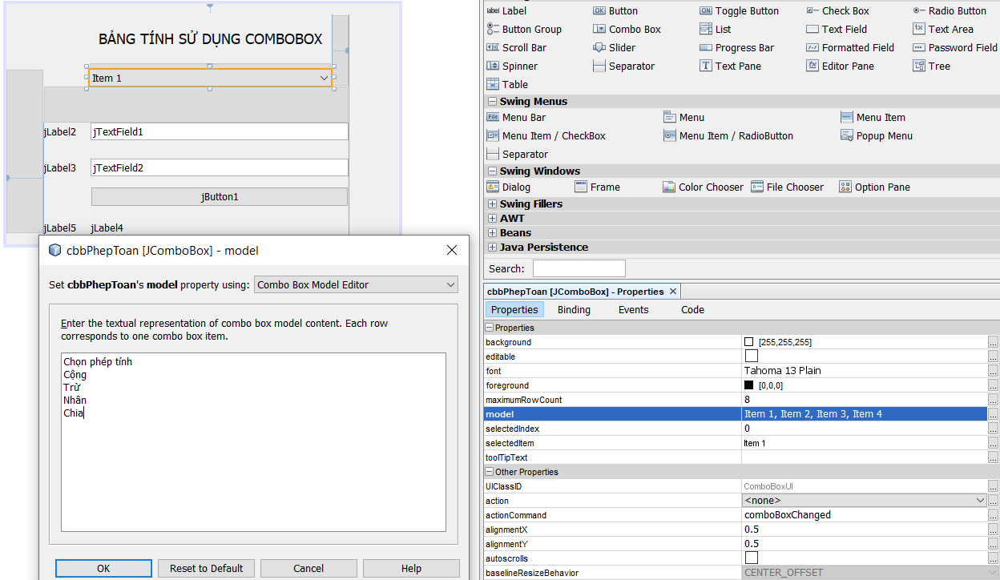 BẢNG TÍNH SỬ DỤNG COMBOBOX
Item 1
jLabel2 jTextField1
jLabel3 jTextField2
jButton1
jLabel5 jLabel4
cbbPhepToan [JComboBox] - model
Set cbbPhepToan's model property using: Combo Box Model Editor
Enter the textual representation of combo box model content. Each row
corresponds to one combo box item.
Chọn phép tính
Cộng
Trừ
Nhân
Chia
OK Reset to Default Cancel Help
label Label OK Button ON Toggle Button Check Box Radio Button
Button Group Combo Box List Text Field Text Area
Scroll Bar Slider Progress Bar Formatted Field Password Field
Spinner Separator T Text Pane Editor Pane Tree
Table
Swing Menus
File Menu Bar Menu Menu Item
Menu Item / CheckBox Menu Item / RadioButton Popup Menu
Separator
Swing Windows
Dialog Frame Color Chooser File Chooser Option Pane
Swing Fillers
AWT
Beans
Java Persistence
Search:
cbbPhepToan [JComboBox] - Properties
Properties Binding Events Code
Properties
background [255,255,255] ...
editable ...
font Tahoma 13 Plain ...
foreground [0,0,0] ...
maximumRowCount 8 ...
model Item 1, Item 2, Item 3, Item 4 ...
selectedIndex 0 ...
selectedItem Item 1 ...
toolTipText ...
Other Properties
UIClassID ComboBoxUI ...
action <none> ...
actionCommand comboBoxChanged ...
alignmentX 0.5 ...
alignmentY 0.5 ...
autoscrolls ...
baselineResizeBehavior CENTER_OFFSET ...